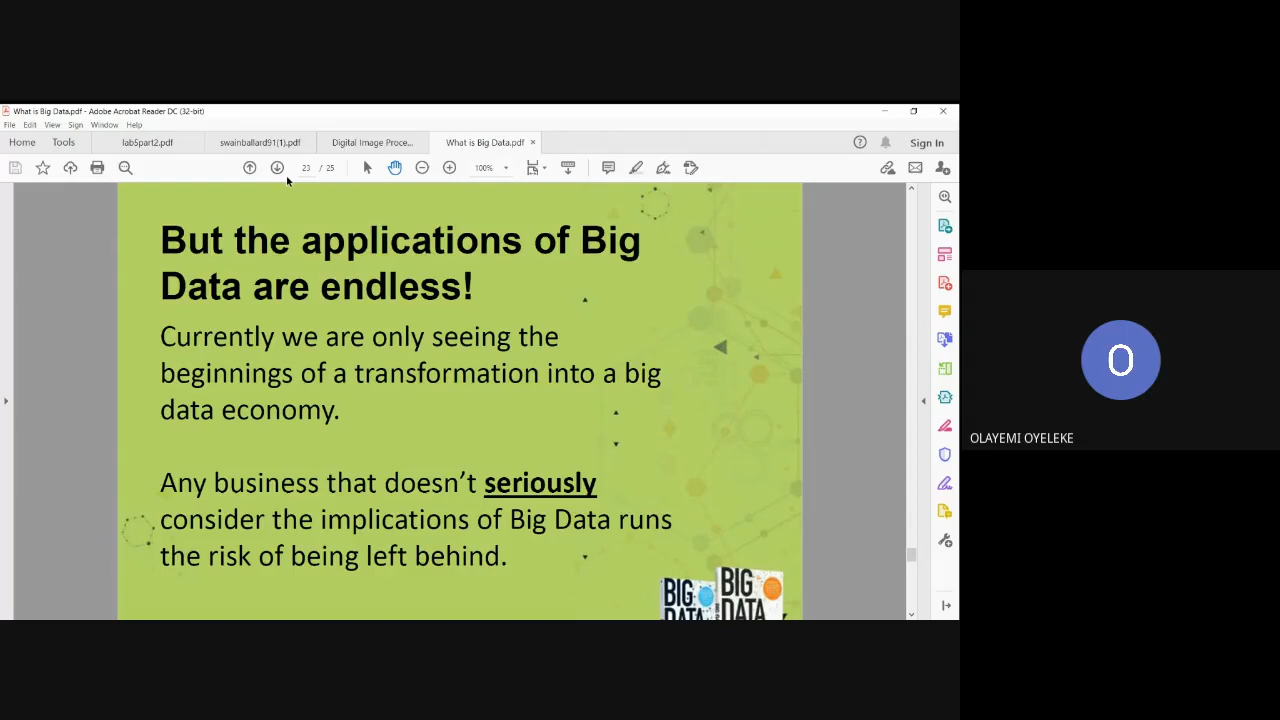 What is Big Data.pdf - Adobe Acrobat Reader DC (32-bit)
File Edit View Sign Window Help
Home Tools lab5part2.pdf swainballard91(1).pdf Digital Image Proce... What is Big Data.pdf × Sign In
23 / 25 100%
But the applications of Big
Data are endless!
Currently we are only seeing the
beginnings of a transformation into a big
data economy.
Any business that doesn’t seriously
consider the implications of Big Data runs
the risk of being left behind.
BIG
DATA
BIG
DATA
O
OLAYEMI OYELEKE